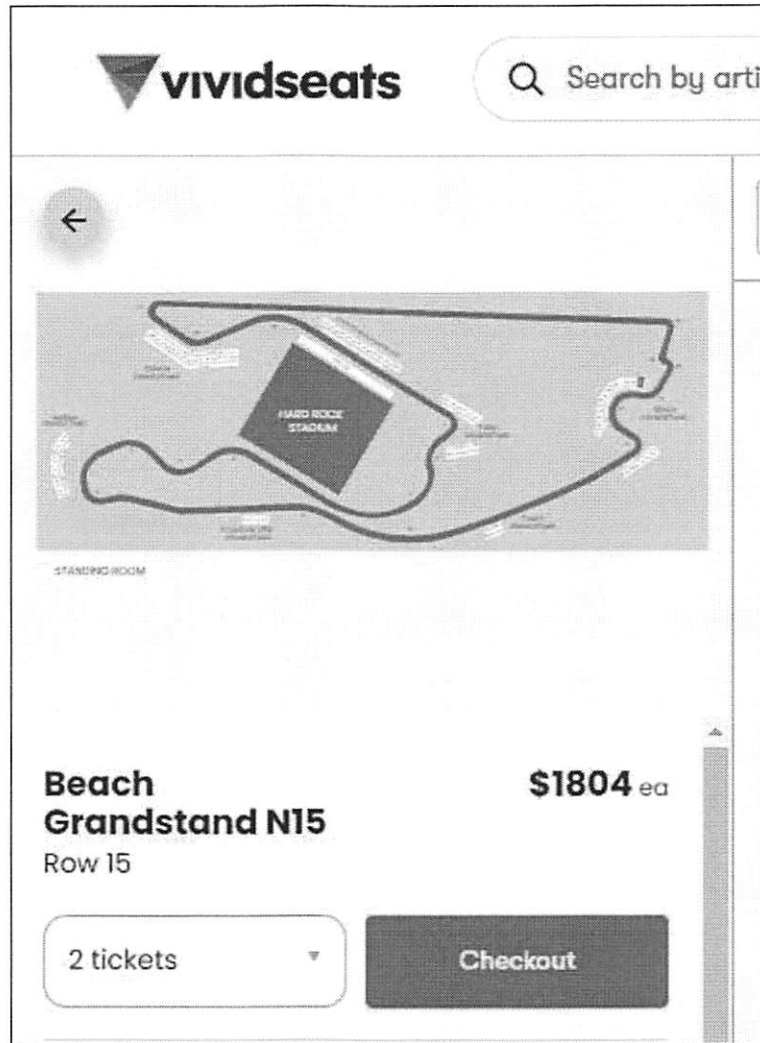 vividseats
Search by arti
HARD ROCK
STADIUM
STANDING ROOM
Beach
Grandstand N15
$1804 ea
Row 15
2 tickets
Checkout